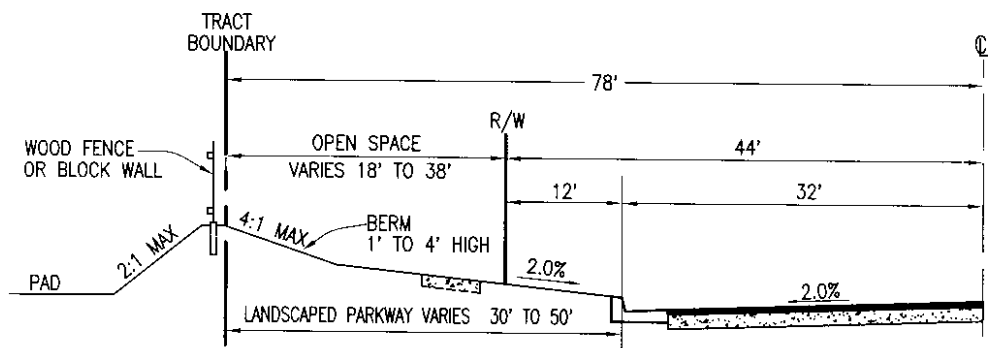 TRACT
BOUNDARY
℄
78'
R/W
WOOD FENCE
OR BLOCK WALL
OPEN SPACE
VARIES 18' TO 38'
44'
12'
32'
4:1 MAX
BERM
1' TO 4' HIGH
2:1 MAX
PAD
2.0%
2.0%
LANDSCAPED PARKWAY VARIES 30' TO 50'